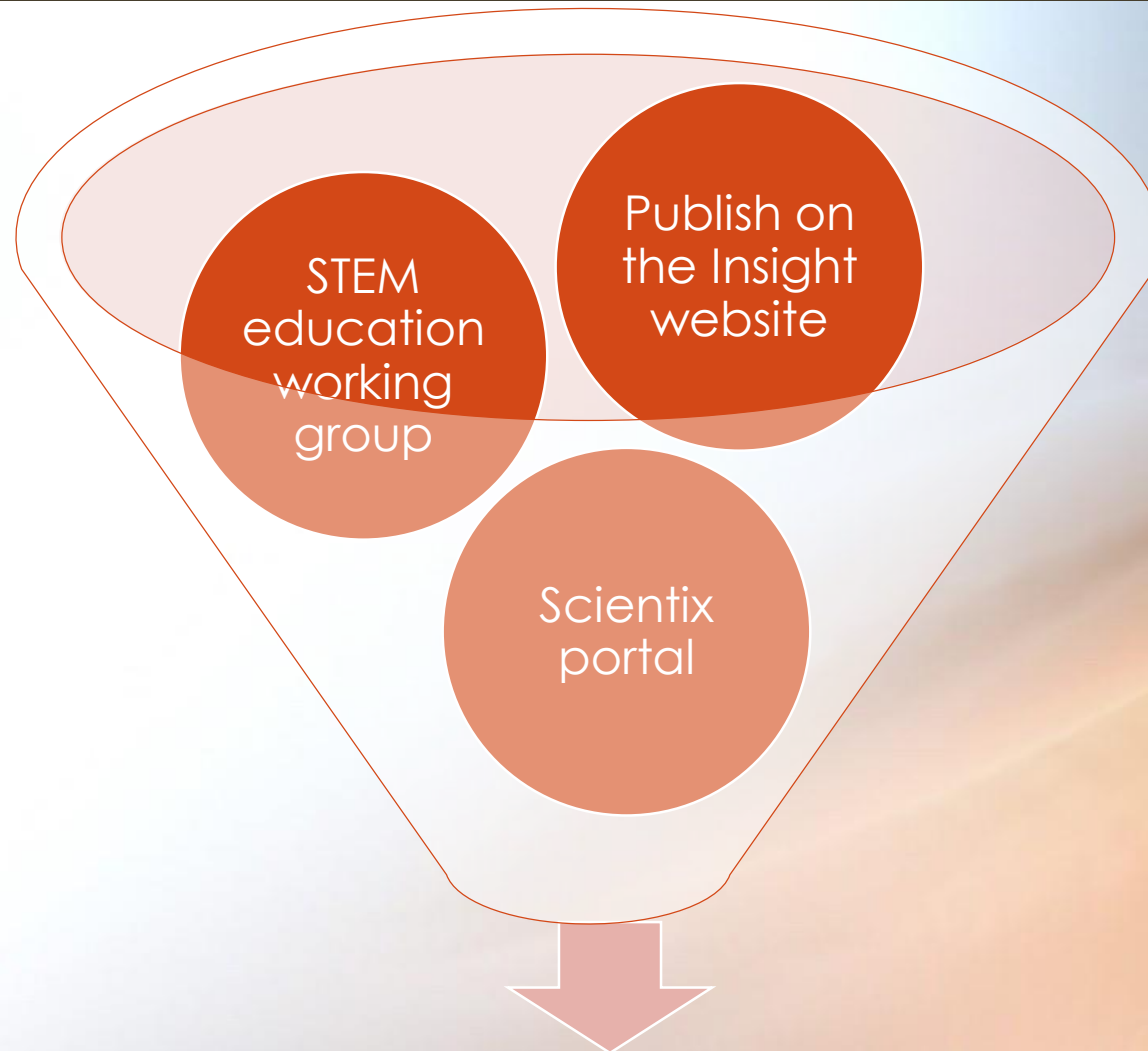 STEM
education
working
group
Publish on
the Insight
website
Scientix
portal